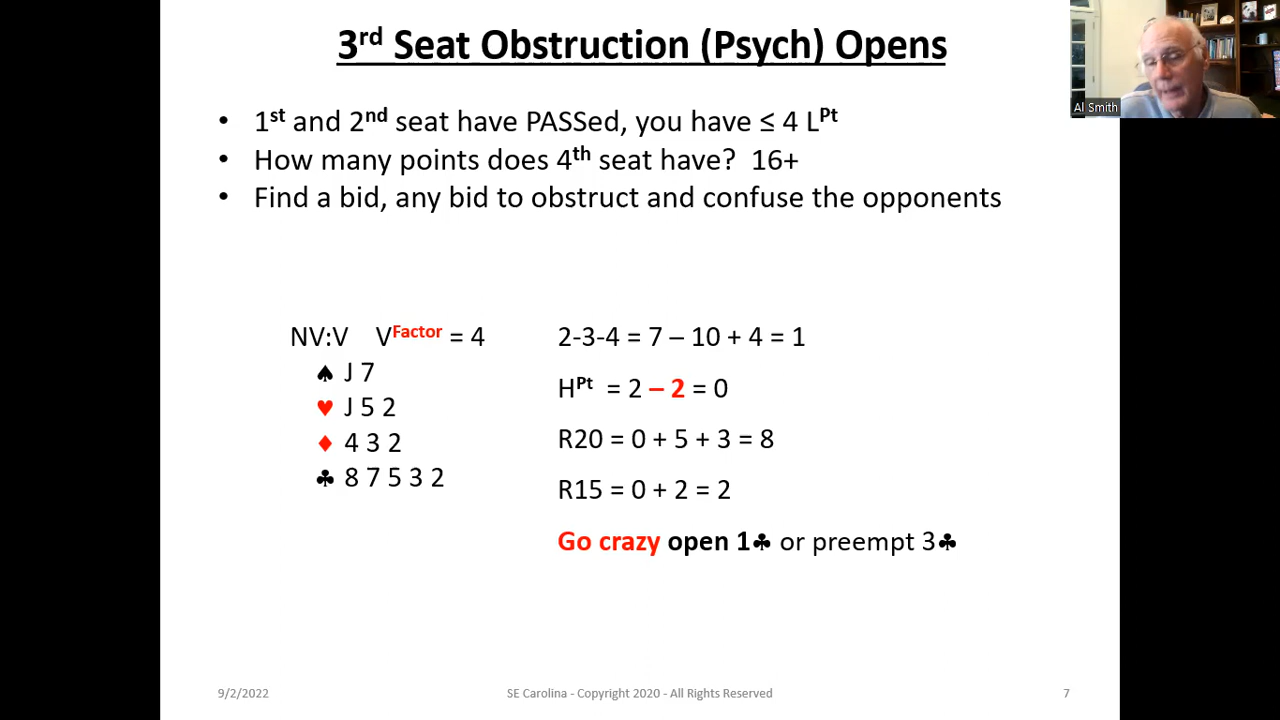 3rd Seat Obstruction (Psych) Opens
Al Smith
• 1st and 2nd seat have PASSed, you have ≤ 4 LPt
• How many points does 4th seat have? 16+
• Find a bid, any bid to obstruct and confuse the opponents
NV:V VFactor = 4
♠ J 7
♥ J 5 2
♦ 4 3 2
♣ 8 7 5 3 2
2-3-4 = 7 – 10 + 4 = 1
HPt = 2 – 2 = 0
R20 = 0 + 5 + 3 = 8
R15 = 0 + 2 = 2
Go crazy open 1♣ or preempt 3♣
9/2/2022
SE Carolina - Copyright 2020 - All Rights Reserved
7